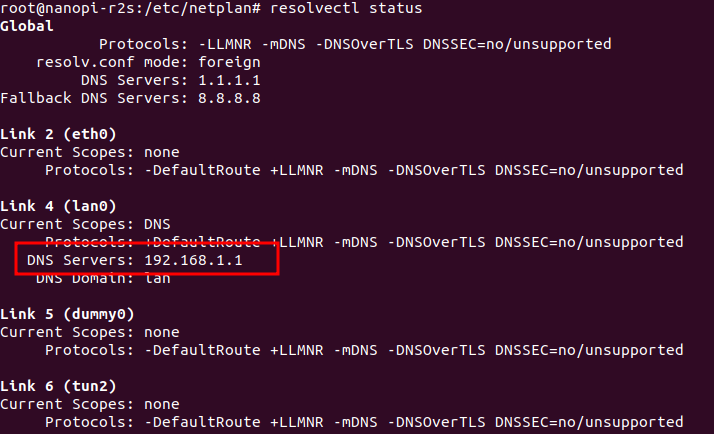 root@nanopi-r2s:/etc/netplan# resolvectl status
Global
Protocols: -LLMNR -mDNS -DNSOverTLS DNSSEC=no/unsupported
resolv.conf mode: foreign
DNS Servers: 1.1.1.1
Fallback DNS Servers: 8.8.8.8
Link 2 (eth0)
Current Scopes: none
Protocols: -DefaultRoute +LLMNR -mDNS -DNSOverTLS DNSSEC=no/unsupported
Link 4 (lan0)
Current Scopes: DNS
Protocols: +DefaultRoute +LLMNR -mDNS -DNSOverTLS DNSSEC=no/unsupported
DNS Servers: 192.168.1.1
DNS Domain: lan
Link 5 (dummy0)
Current Scopes: none
Protocols: -DefaultRoute +LLMNR -mDNS -DNSOverTLS DNSSEC=no/unsupported
Link 6 (tun2)
Current Scopes: none
Protocols: -DefaultRoute +LLMNR -mDNS -DNSOverTLS DNSSEC=no/unsupported